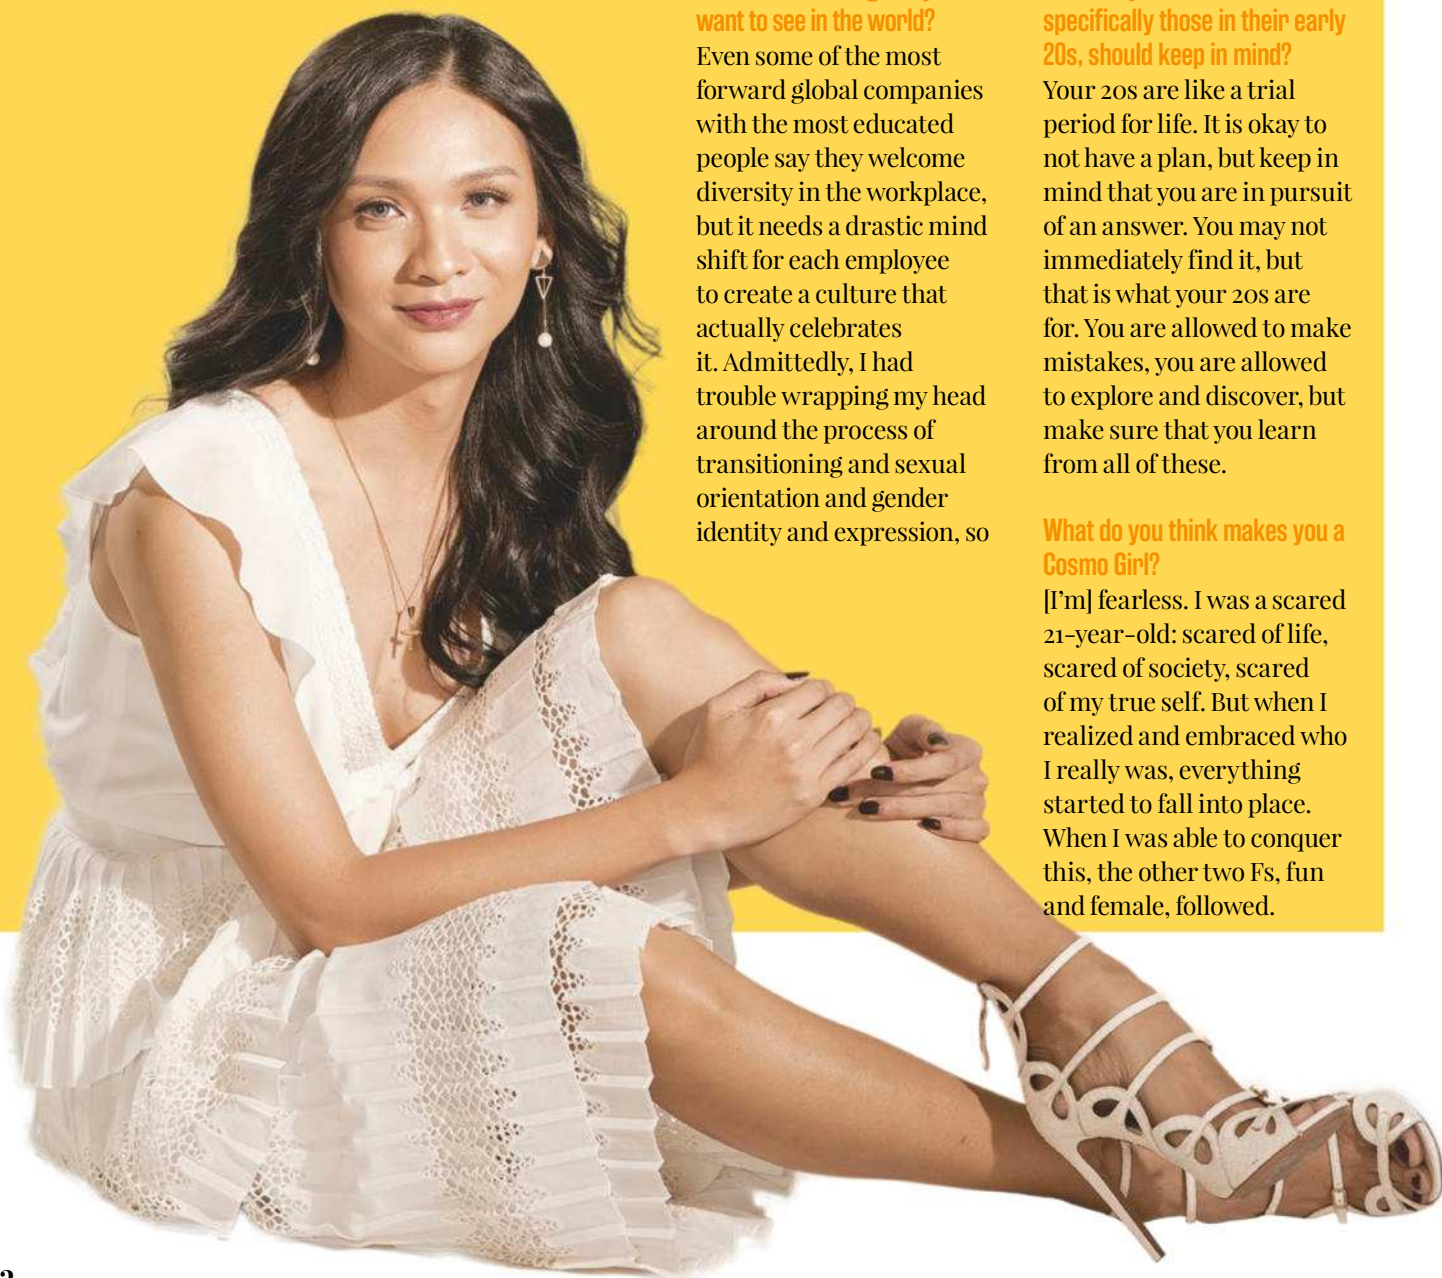 want to see in the world?
Even some of the most
forward global companies
with the most educated
people say they welcome
diversity in the workplace,
but it needs a drastic mind
shift for each employee
to create a culture that
actually celebrates
it. Admittedly, I had
trouble wrapping my head
around the process of
transitioning and sexual
orientation and gender
identity and expression, so
specifically those in their early
20s, should keep in mind?
Your 20s are like a trial
period for life. It is okay to
not have a plan, but keep in
mind that you are in pursuit
of an answer. You may not
immediately find it, but
that is what your 20s are
for. You are allowed to make
mistakes, you are allowed
to explore and discover, but
make sure that you learn
from all of these.
What do you think makes you a
Cosmo Girl?
[I’m] fearless. I was a scared
21-year-old: scared of life,
scared of society, scared
of my true self. But when I
realized and embraced who
I really was, everything
started to fall into place.
When I was able to conquer
this, the other two Fs, fun
and female, followed.